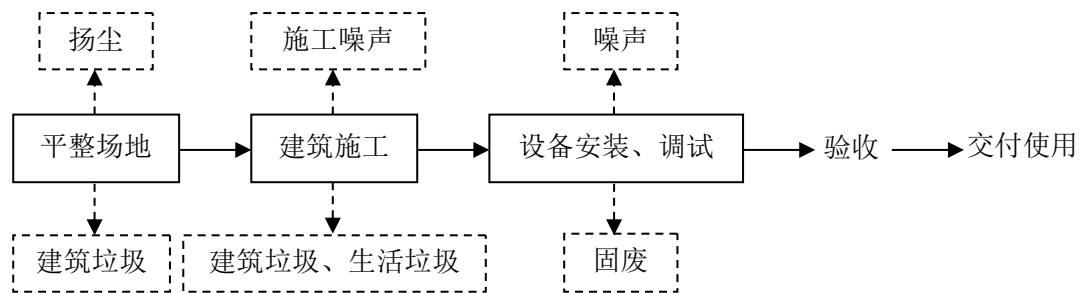 扬尘
施工噪声
噪声
平整场地
建筑施工
设备安装、调试
验收
交付使用
建筑垃圾
建筑垃圾、生活垃圾
固废